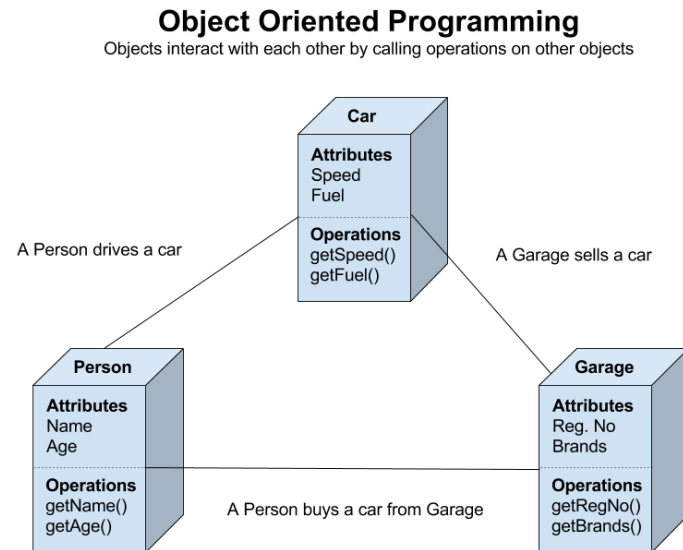 Object Oriented Programming
Objects interact with each other by calling operations on other objects
Car
Attributes
Speed
Fuel
Operations
getSpeed()
getFuel()
A Person drives a car
A Garage sells a car
Person
Attributes
Name
Age
Operations
getName()
getAge()
A Person buys a car from Garage
Garage
Attributes
Reg. No
Brands
Operations
getRegNo()
getBrands()